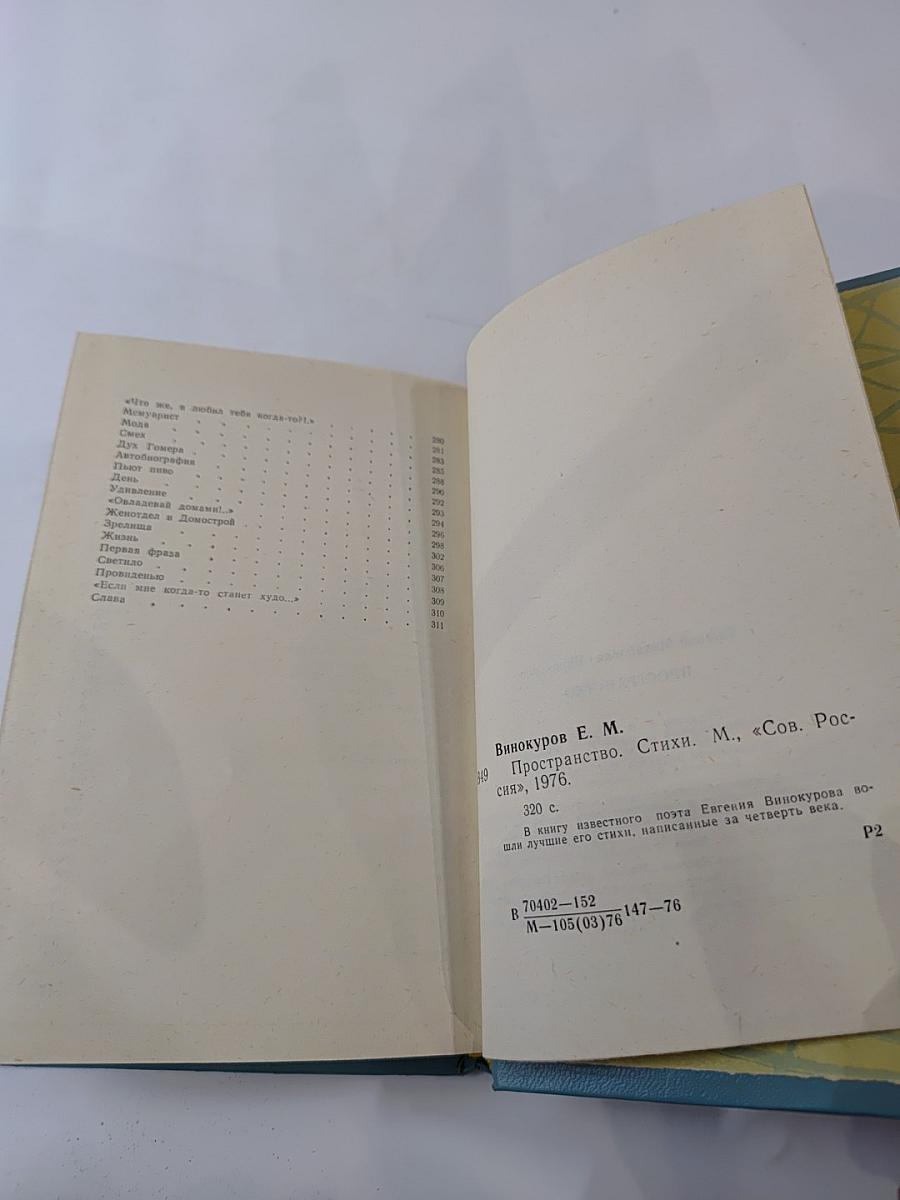 «Что же, я любил тебя когда-то?!.» 280
Мемуарист 281
Мода 283
Смех 285
Дух Гомера 288
Автобиография 290
Пьют пиво 292
День 293
Удивление 294
«Овладевай домами!..» 296
Женотдел и Домострой 298
Зрелища 302
Жизнь 306
Первая фраза 307
Светило 308
Провиденью 309
«Если мне когда-то станет худо...» 310
Слава 311
Винокуров Е. М.
Пространство. Стихи. М., «Сов. Рос-
сия», 1976.
320 с.
В книгу известного поэта Евгения Винокурова во-
шли лучшие его стихи, написанные за четверть века.
Р2
В 70402—152
М—105(03)76 147—76